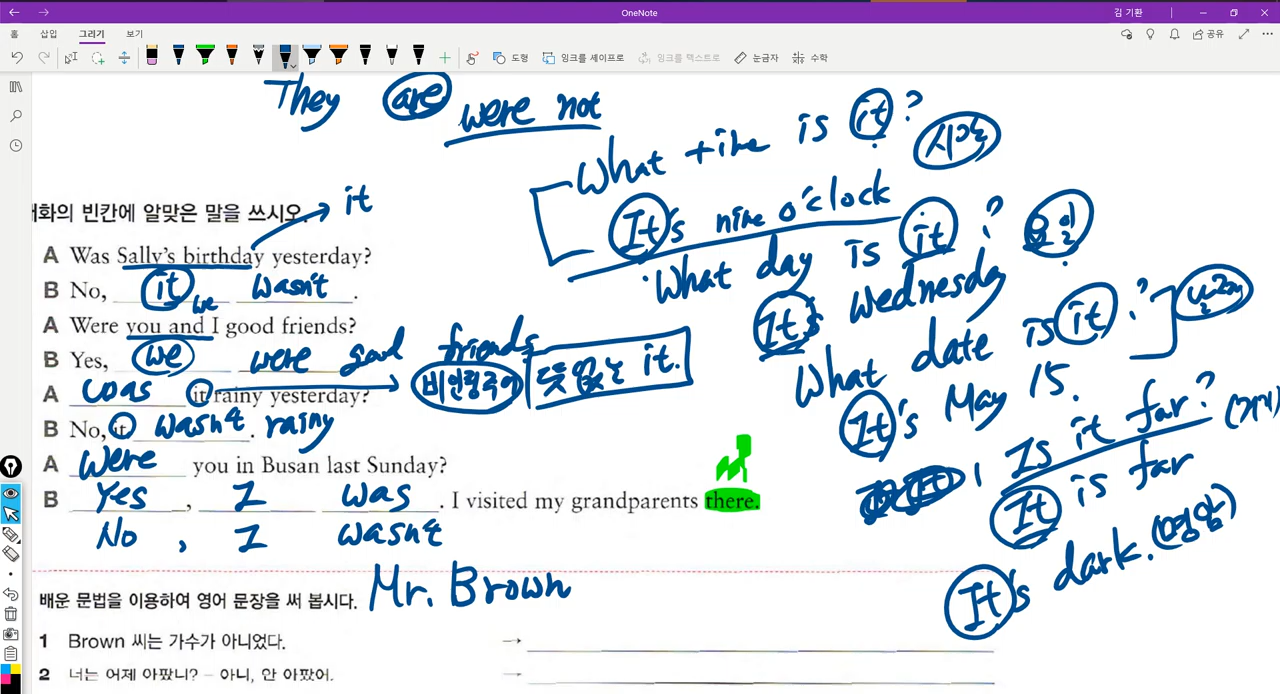 OneNote
김 기환
홈 삽입 그리기 보기
공유
도형 잉크를 셰이프로 잉크를 텍스트로 눈금자 수학
They are were not
What time is it? 시간
It's nine o'clock
What day is it? 요일
It's Wednesday
What date is it? 날짜
It's May 15.
Is it far? (거리)
It is far
It's dark. (명암)
대화의 빈칸에 알맞은 말을 쓰시오. it
A Was Sally's birthday yesterday?
B No, it wasn't.
we
A Were you and I good friends?
B Yes, we were good friends
A was it rainy yesterday? 비인칭주어 뜻없는 it.
B No, it wasn't. rainy
A were you in Busan last Sunday?
B Yes, I was. I visited my grandparents there.
No, I wasn't
Mr. Brown
배운 문법을 이용하여 영어 문장을 써 봅시다.
1 Brown 씨는 가수가 아니었다. →
2 너는 어제 아팠니? – 아니, 안 아팠어. →